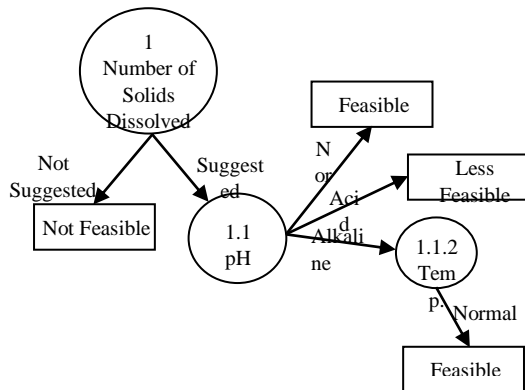 1
Number of
Solids
Dissolved
Not
Suggested
Suggest
ed
Not Feasible
1.1
pH
N
or
Feasible
Aci
d
Less
Feasible
Alkali
ne
1.1.2
Tem
p.
Normal
Feasible